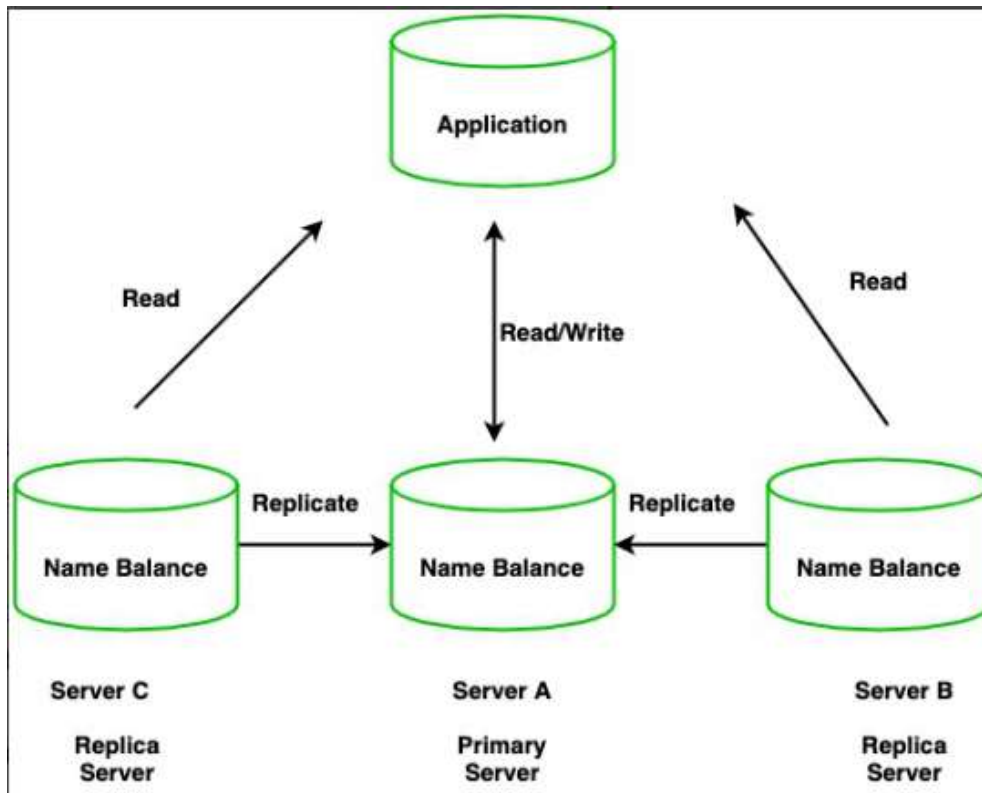 Application
Read
Read
Read/Write
Replicate
Replicate
Name Balance
Name Balance
Name Balance
Server C
Server A
Server B
Replica
Server
Primary
Server
Replica
Server